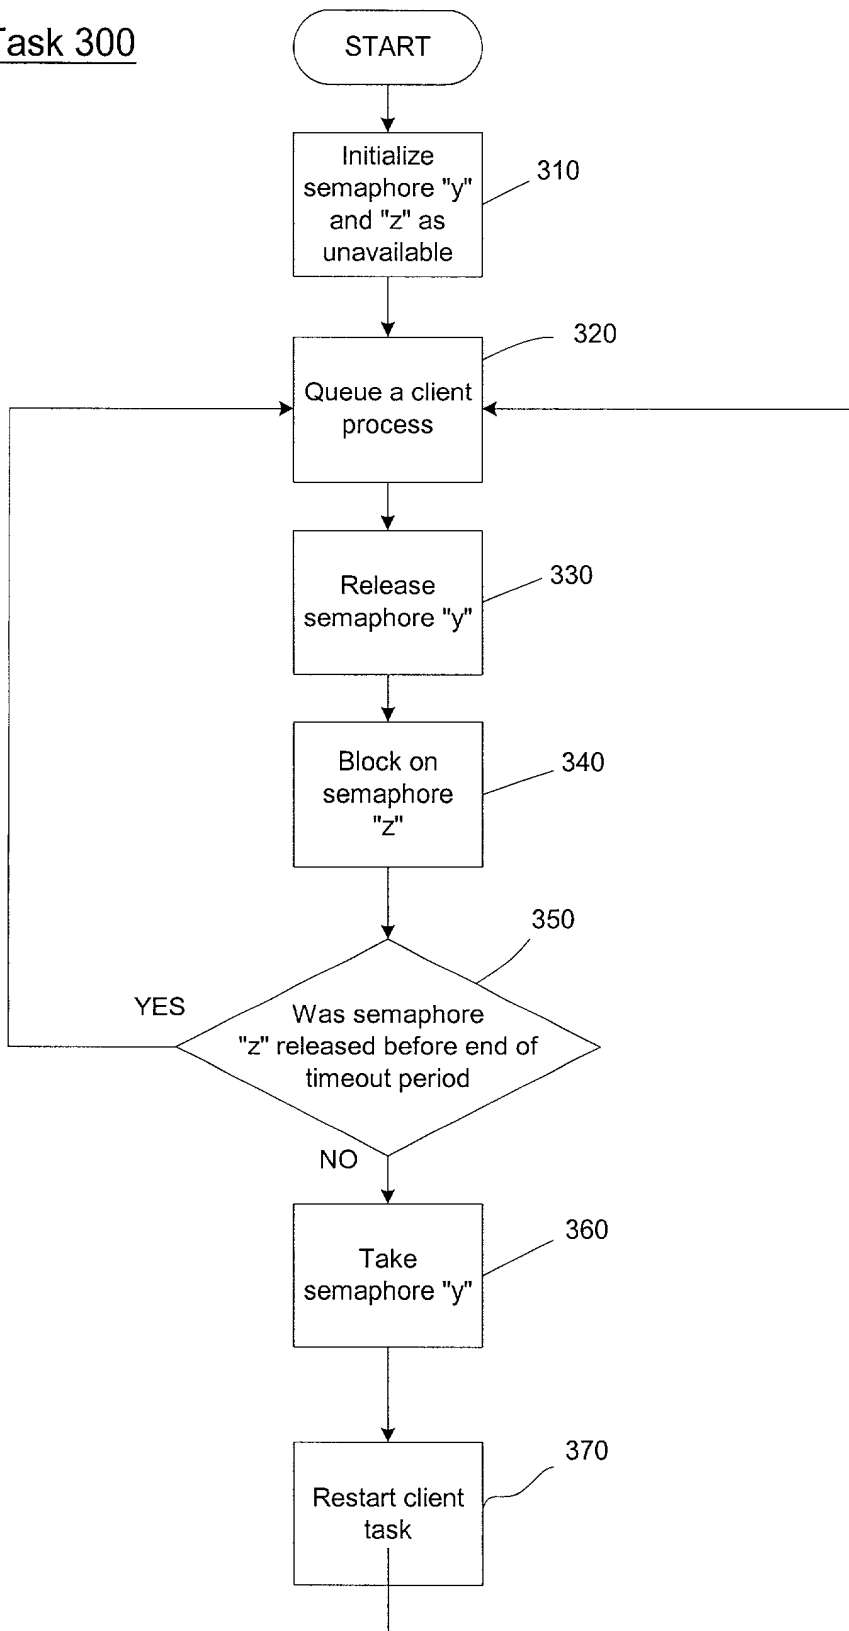 Task 300
START
Initialize
semaphore "y"
and "z" as
unavailable
310
320
Queue a client
process
330
Release
semaphore "y"
340
Block on
semaphore
"z"
350
YES
Was semaphore
"z" released before end of
timeout period
NO
360
Take
semaphore "y"
370
Restart client
task